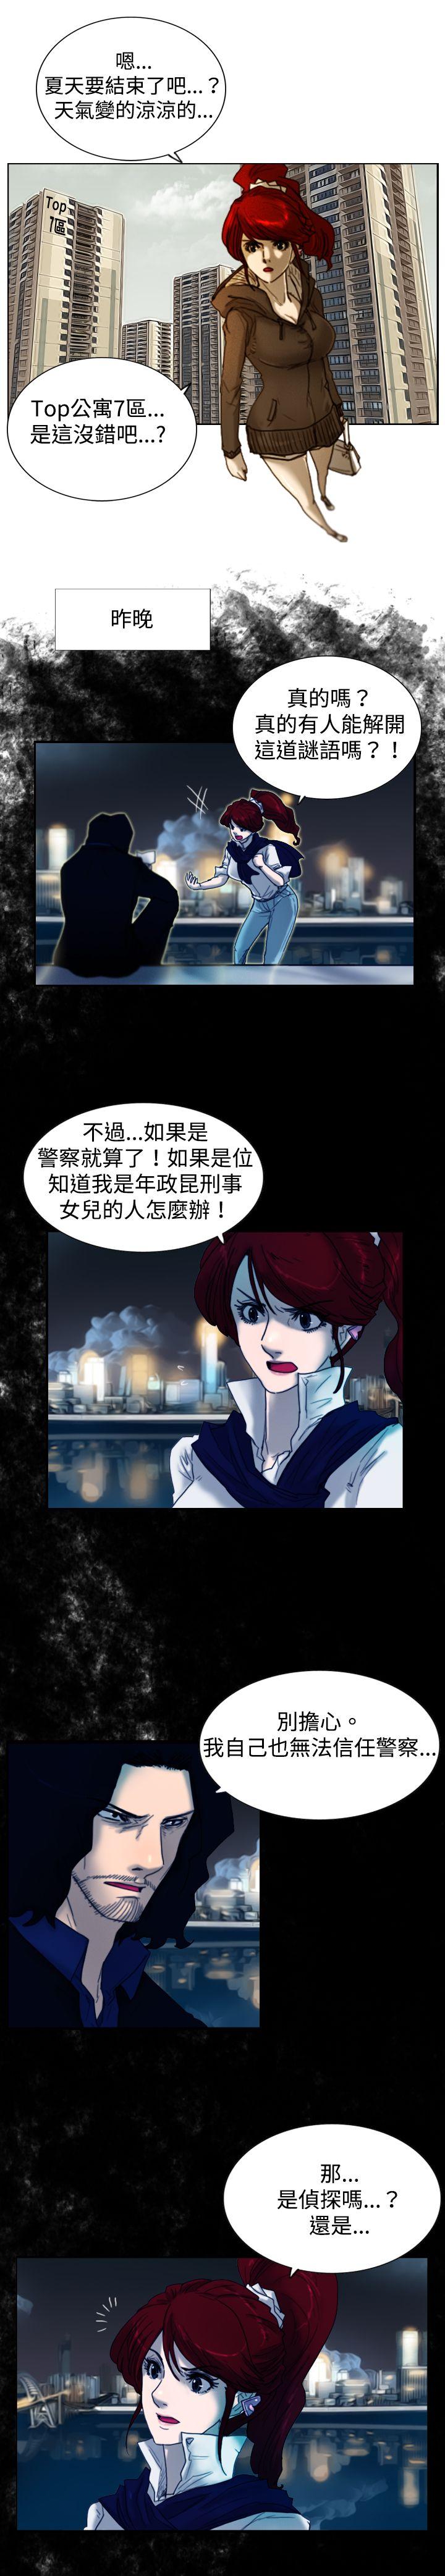 嗯...
夏天要結束了吧...？
天氣變的涼涼的...
Top
7區
Top公寓7區...
是這沒錯吧...?
昨晚
真的嗎？
真的有人能解開
這道謎語嗎？！
不過...如果是
警察就算了！如果是位
知道我是年政昆刑事
女兒的人怎麼辦！
別擔心。
我自己也無法信任警察...
那...
是偵探嗎...？
還是...